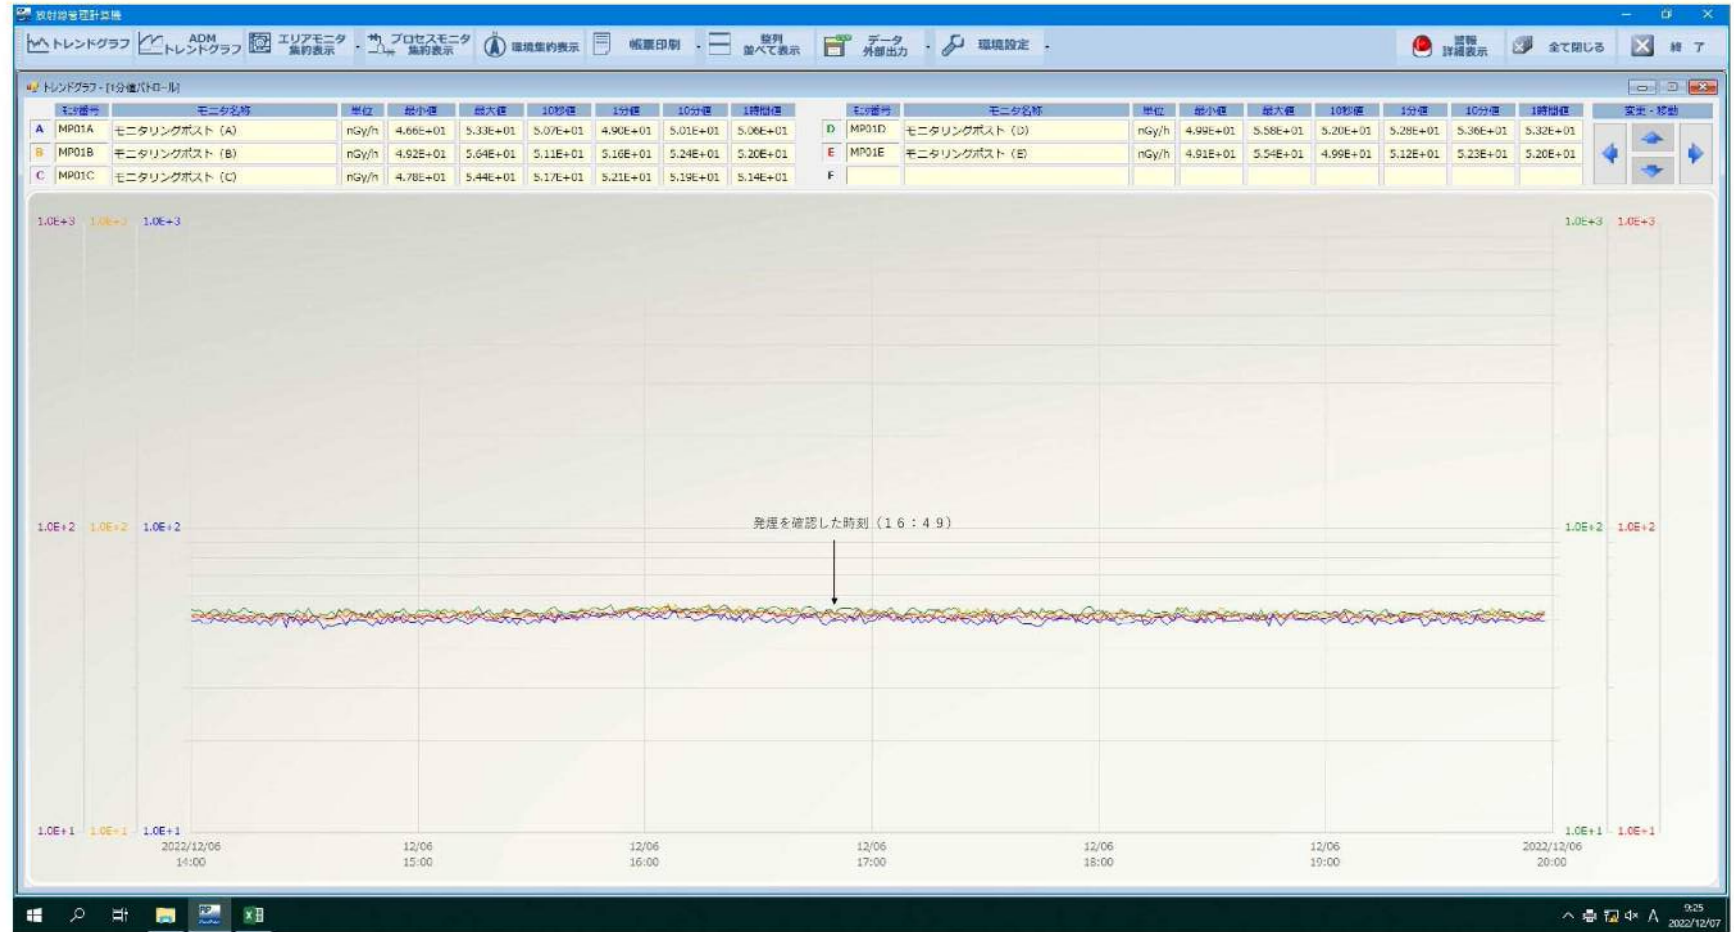 放射線管理計算機
トレンドグラフ
ADM
トレンドグラフ
エリアモニタ
集約表示
プロセスモニタ
集約表示
環境集約表示
帳票印刷
整列
並べて表示
データ
外部出力
環境設定
警報
詳細表示
全て閉じる
終 了
トレンドグラフ - [1分値パトロール]
ﾓﾆﾀ番号 モニタ名称 単位 最小値 最大値 10秒値 1分値 10分値 1時間値 ﾓﾆﾀ番号 モニタ名称 単位 最小値 最大値 10秒値 1分値 10分値 1時間値 変更・移動
A MP01A モニタリングポスト（A） nGy/h 4.66E+01 5.33E+01 5.07E+01 4.90E+01 5.01E+01 5.06E+01 D MP01D モニタリングポスト（D） nGy/h 4.99E+01 5.58E+01 5.20E+01 5.28E+01 5.36E+01 5.32E+01
B MP01B モニタリングポスト（B） nGy/h 4.92E+01 5.64E+01 5.11E+01 5.16E+01 5.24E+01 5.20E+01 E MP01E モニタリングポスト（E） nGy/h 4.91E+01 5.54E+01 4.99E+01 5.12E+01 5.23E+01 5.20E+01
C MP01C モニタリングポスト（C） nGy/h 4.78E+01 5.44E+01 5.17E+01 5.21E+01 5.19E+01 5.14E+01 F
1.0E+3 1.0E+3 1.0E+3 1.0E+3 1.0E+3
1.0E+2 1.0E+2 1.0E+2 1.0E+2 1.0E+2
発煙を確認した時刻（１６：４９）
1.0E+1 1.0E+1 1.0E+1 1.0E+1 1.0E+1
2022/12/06 12/06 12/06 12/06 12/06 12/06 2022/12/06
14:00 15:00 16:00 17:00 18:00 19:00 20:00
A
9:25
2022/12/07